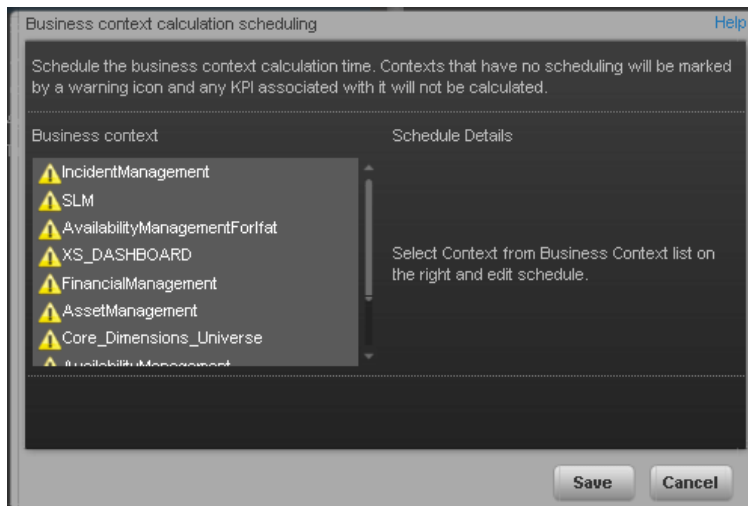 Business context calculation scheduling
Help
Schedule the business context calculation time. Contexts that have no scheduling will be marked
by a warning icon and any KPI associated with it will not be calculated.
Business context
Schedule Details
IncidentManagement
SLM
AvailabilityManagementForIfat
XS_DASHBOARD
FinancialManagement
AssetManagement
Core_Dimensions_Universe
AvailabilityManagement
Select Context from Business Context list on
the right and edit schedule.
Save
Cancel